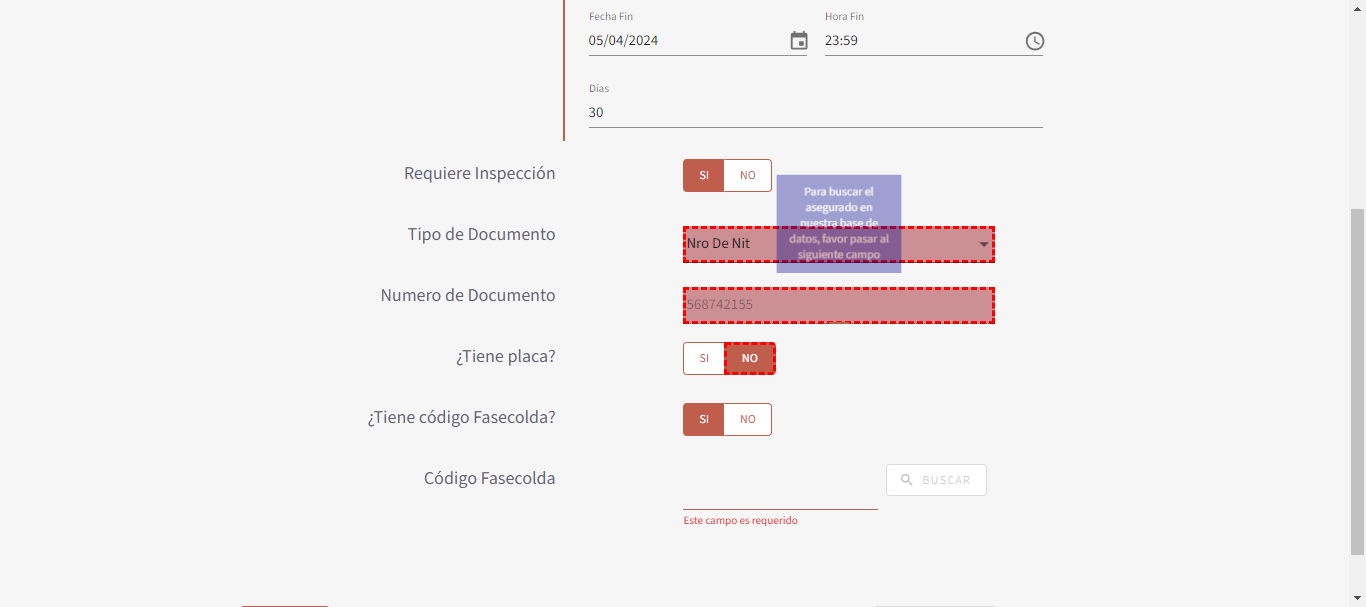 Fecha Fin
Hora Fin
05/04/2024
23:59
Días
30
Requiere Inspección
SI
NO
Para buscar el
asegurado en
nuestra base de
datos, favor pasar al
siguiente campo
Tipo de Documento
Nro De Nit
Numero de Documento
568742155
¿Tiene placa?
SI
NO
¿Tiene código Fasecolda?
SI
NO
Código Fasecolda
BUSCAR
Este campo es requerido